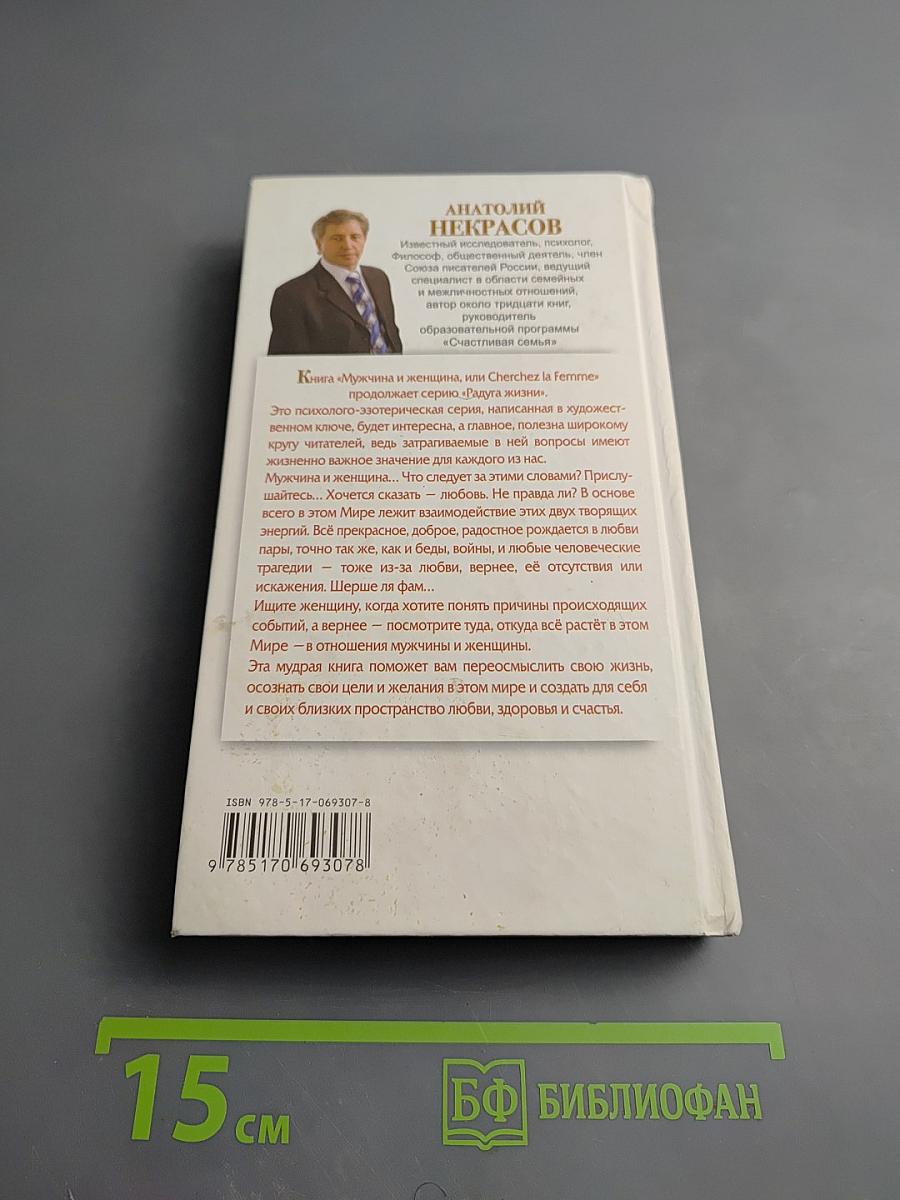 АНАТОЛИЙ
НЕКРАСОВ
Известный исследователь, психолог,
Философ, общественный деятель, член
Союза писателей России, ведущий
специалист в области семейных
и межличностных отношений,
автор около тридцати книг,
руководитель
образовательной программы
«Счастливая семья»
Книга «Мужчина и женщина, или Cherchez la Femme»
продолжает серию «Радуга жизни».
Это психолого-эзотерическая серия, написанная в художест-
венном ключе, будет интересна, а главное, полезна широкому
кругу читателей, ведь затрагиваемые в ней вопросы имеют
жизненно важное значение для каждого из нас.
Мужчина и женщина... Что следует за этими словами? Прислу-
шайтесь... Хочется сказать — любовь. Не правда ли? В основе
всего в этом Мире лежит взаимодействие этих двух творящих
энергий. Всё прекрасное, доброе, радостное рождается в любви
пары, точно так же, как и беды, войны, и любые человеческие
трагедии — тоже из-за любви, вернее, её отсутствия или
искажения. Шерше ля фам...
Ищите женщину, когда хотите понять причины происходящих
событий, а вернее — посмотрите туда, откуда всё растёт в этом
Мире — в отношения мужчины и женщины.
Эта мудрая книга поможет вам переосмыслить свою жизнь,
осознать свои цели и желания в этом мире и создать для себя
и своих близких пространство любви, здоровья и счастья.
ISBN 978-5-17-069307-8
9 785170 693078
15 см
БФ БИБЛИОФАН